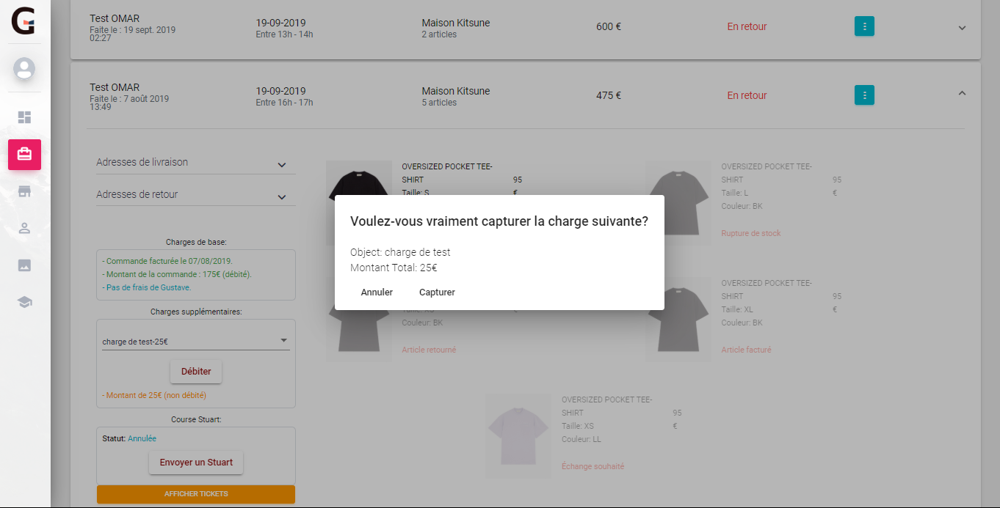 G
Test OMAR
Faite le : 19 sept. 2019
02:27
19-09-2019
Entre 13h - 14h
Maison Kitsune
2 articles
600 €
En retour
Test OMAR
Faite le : 7 août 2019
13:49
19-09-2019
Entre 16h - 17h
Maison Kitsune
5 articles
475 €
En retour
Adresses de livraison
Adresses de retour
Charges de base:
- Commande facturée le 07/08/2019.
- Montant de la commande : 175€ (débité).
- Pas de frais de Gustave.
Charges supplémentaires:
charge de test-25€
Débiter
- Montant de 25€ (non débité)
Course Stuart:
Statut: Annulée
Envoyer un Stuart
AFFICHER TICKETS
OVERSIZED POCKET TEE-
SHIRT 95
Taille: S €
OVERSIZED POCKET TEE-
SHIRT 95
Taille: L €
Couleur: BK
Rupture de stock
Voulez-vous vraiment capturer la charge suivante?
Object: charge de test
Montant Total: 25€
Annuler Capturer
Taille: XS €
Couleur: BK
Article retourné
OVERSIZED POCKET TEE-
SHIRT 95
Taille: XL €
Couleur: BK
Article facturé
OVERSIZED POCKET TEE-
SHIRT 95
Taille: XS €
Couleur: LL
Échange souhaité